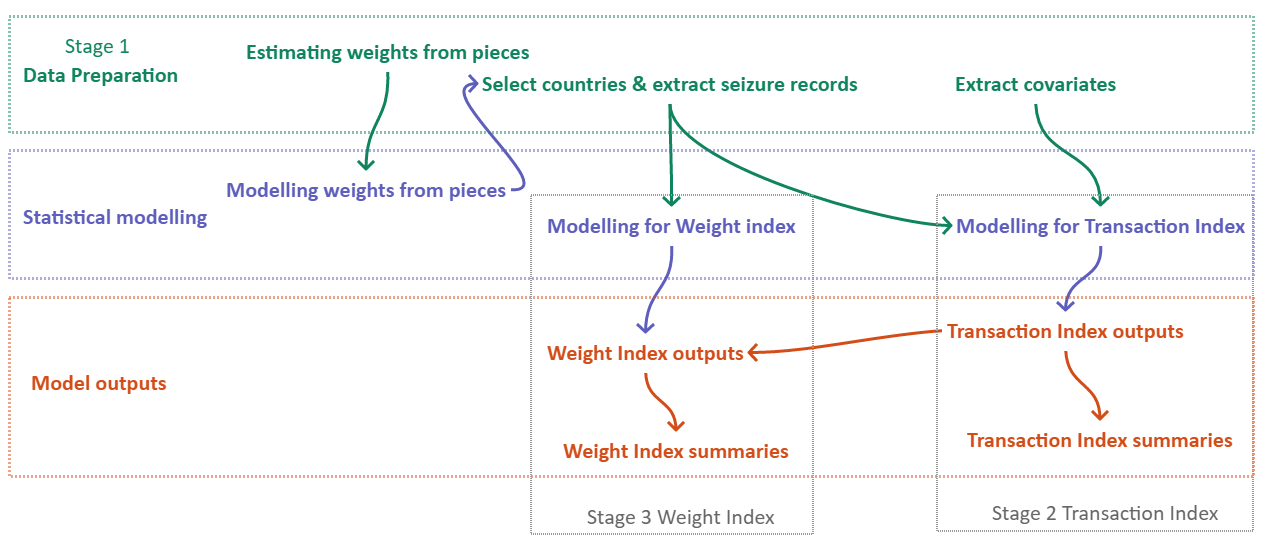 Stage 1
Data Preparation
Estimating weights from pieces
Select countries & extract seizure records
Extract covariates
Statistical modelling
Modelling weights from pieces
Modelling for Weight index
Modelling for Transaction Index
Model outputs
Weight Index outputs
Transaction Index outputs
Weight Index summaries
Transaction Index summaries
Stage 3 Weight Index
Stage 2 Transaction Index